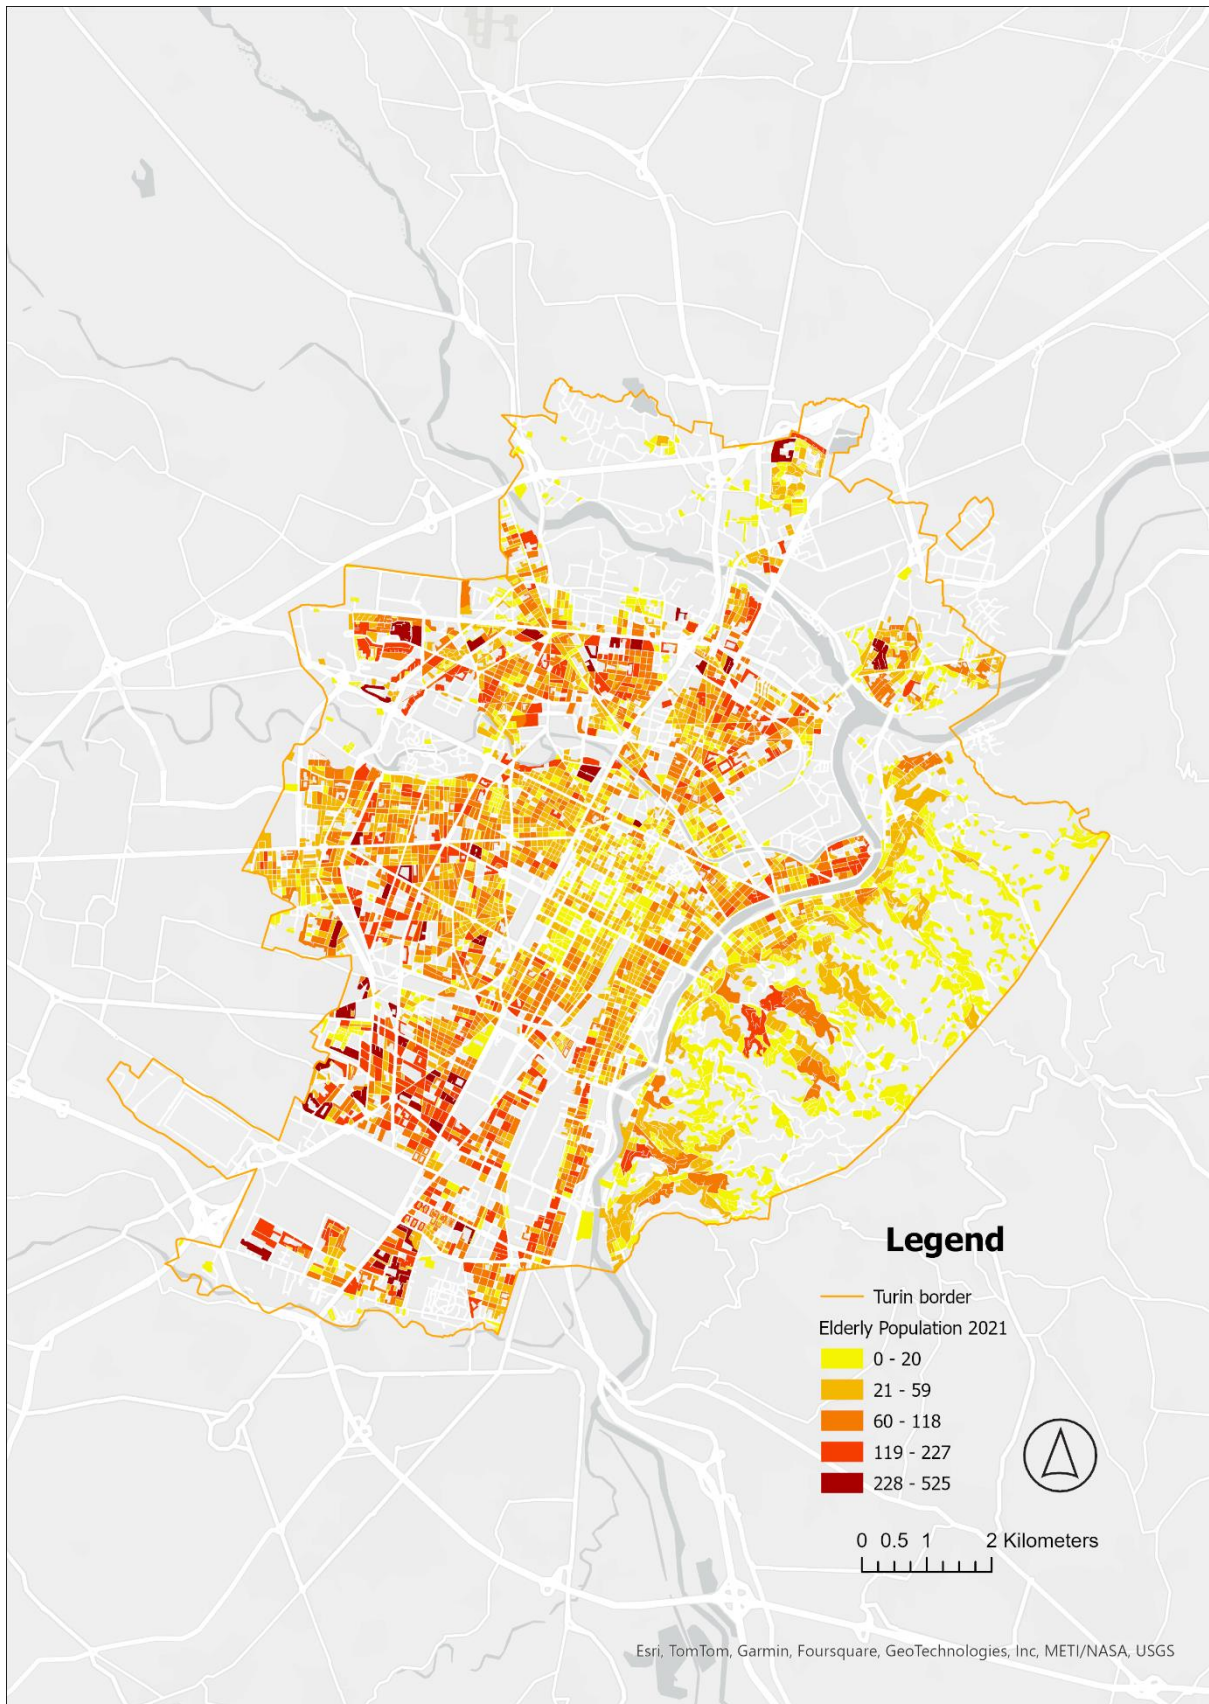 Legend
Turin border
Elderly Population 2021
0 - 20
21 - 59
60 - 118
119 - 227
228 - 525
0 0.5 1 2 Kilometers
Esri, TomTom, Garmin, Foursquare, GeoTechnologies, Inc, METI/NASA, USGS